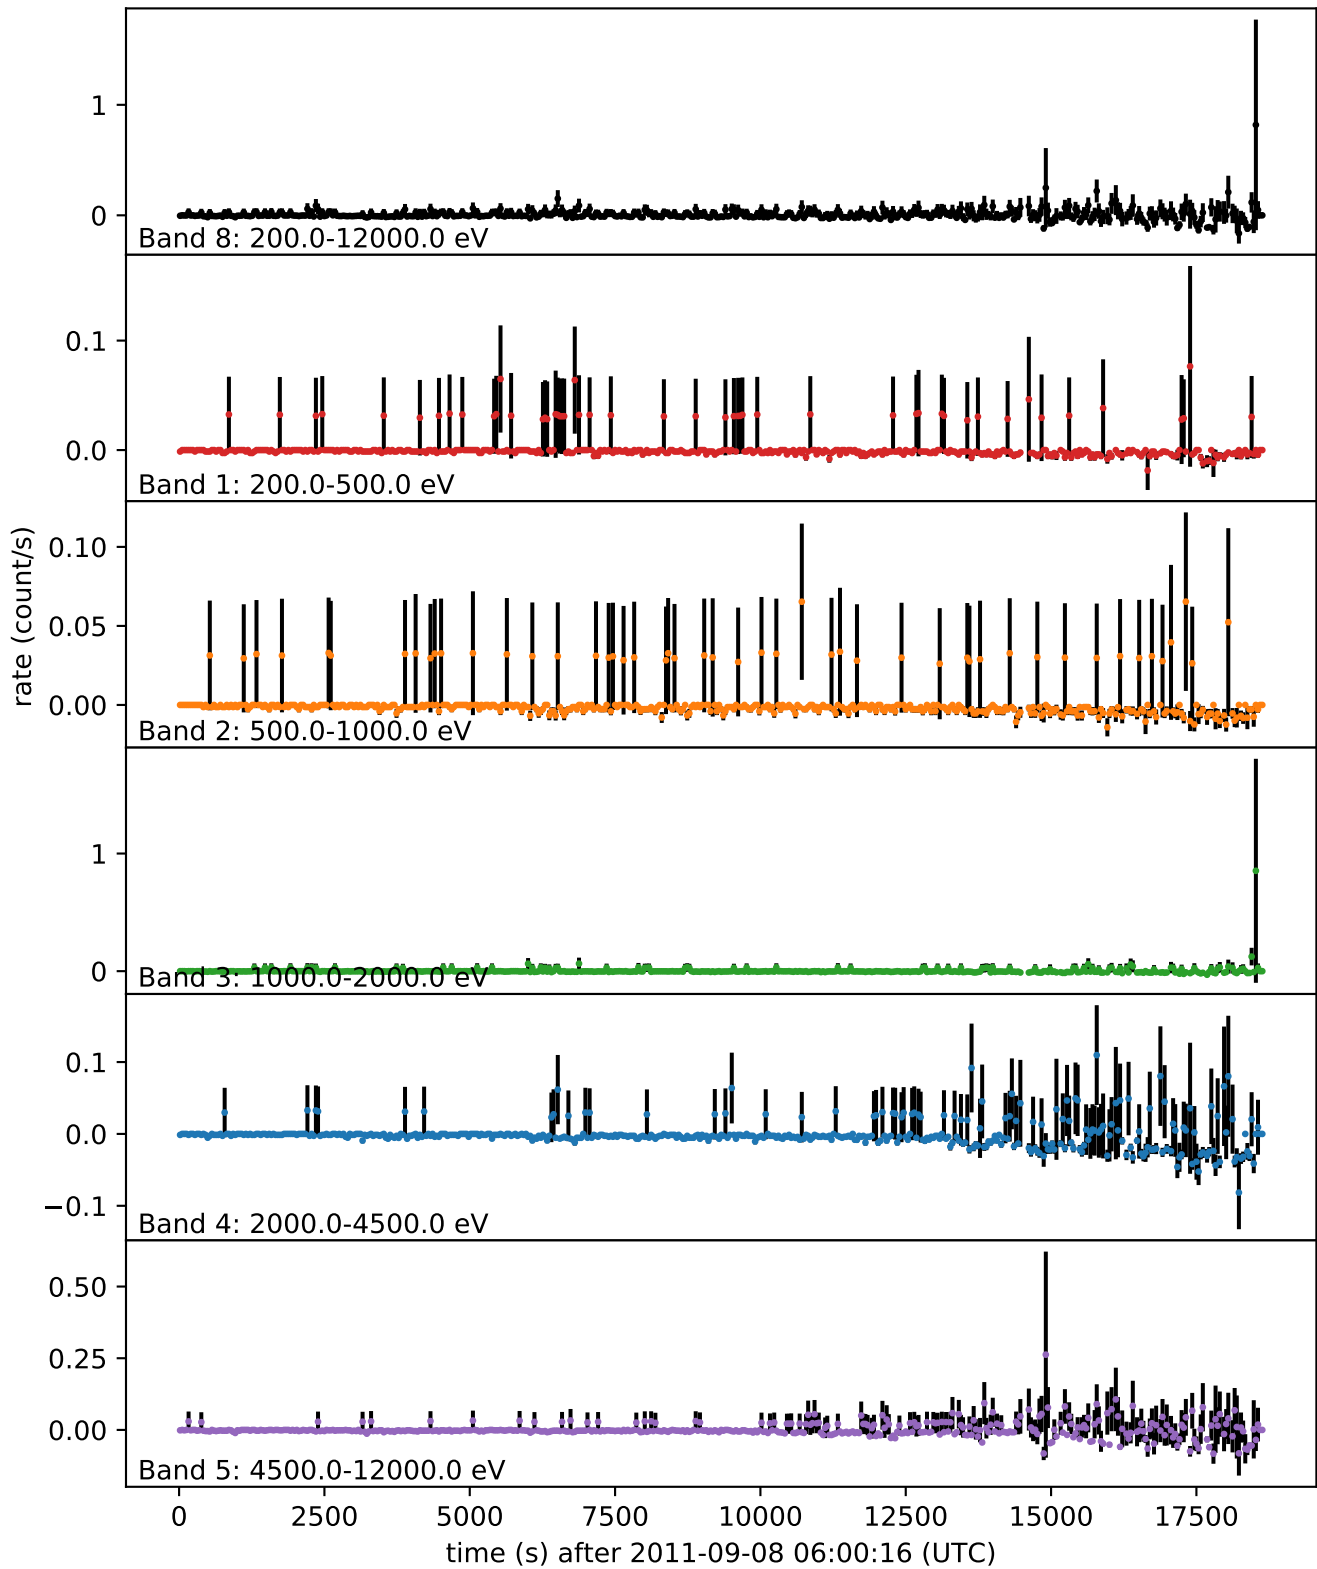 1
0
Band 8: 200.0-12000.0 eV
0.1
0.0
Band 1: 200.0-500.0 eV
rate (count/s)
0.10
0.05
0.00
Band 2: 500.0-1000.0 eV
1
0
Band 3: 1000.0-2000.0 eV
0.1
0.0
−0.1
Band 4: 2000.0-4500.0 eV
0.50
0.25
0.00
Band 5: 4500.0-12000.0 eV
0 2500 5000 7500 10000 12500 15000 17500
time (s) after 2011-09-08 06:00:16 (UTC)